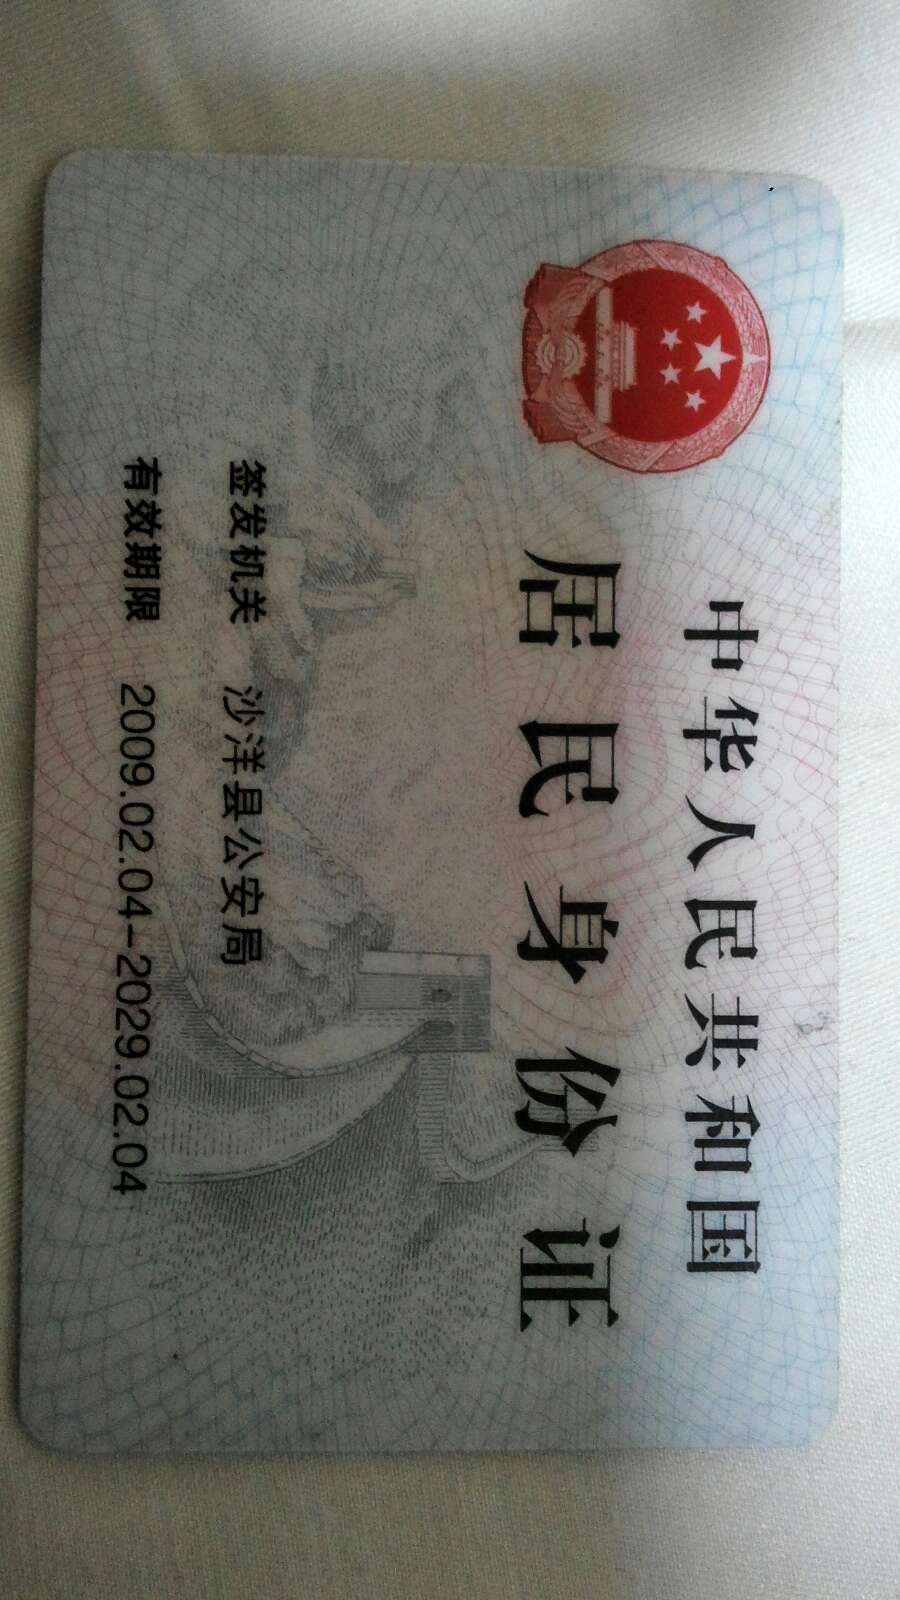 中华人民共和国
居民身份证
签发机关 沙洋县公安局
有效期限 2009.02.04-2029.02.04